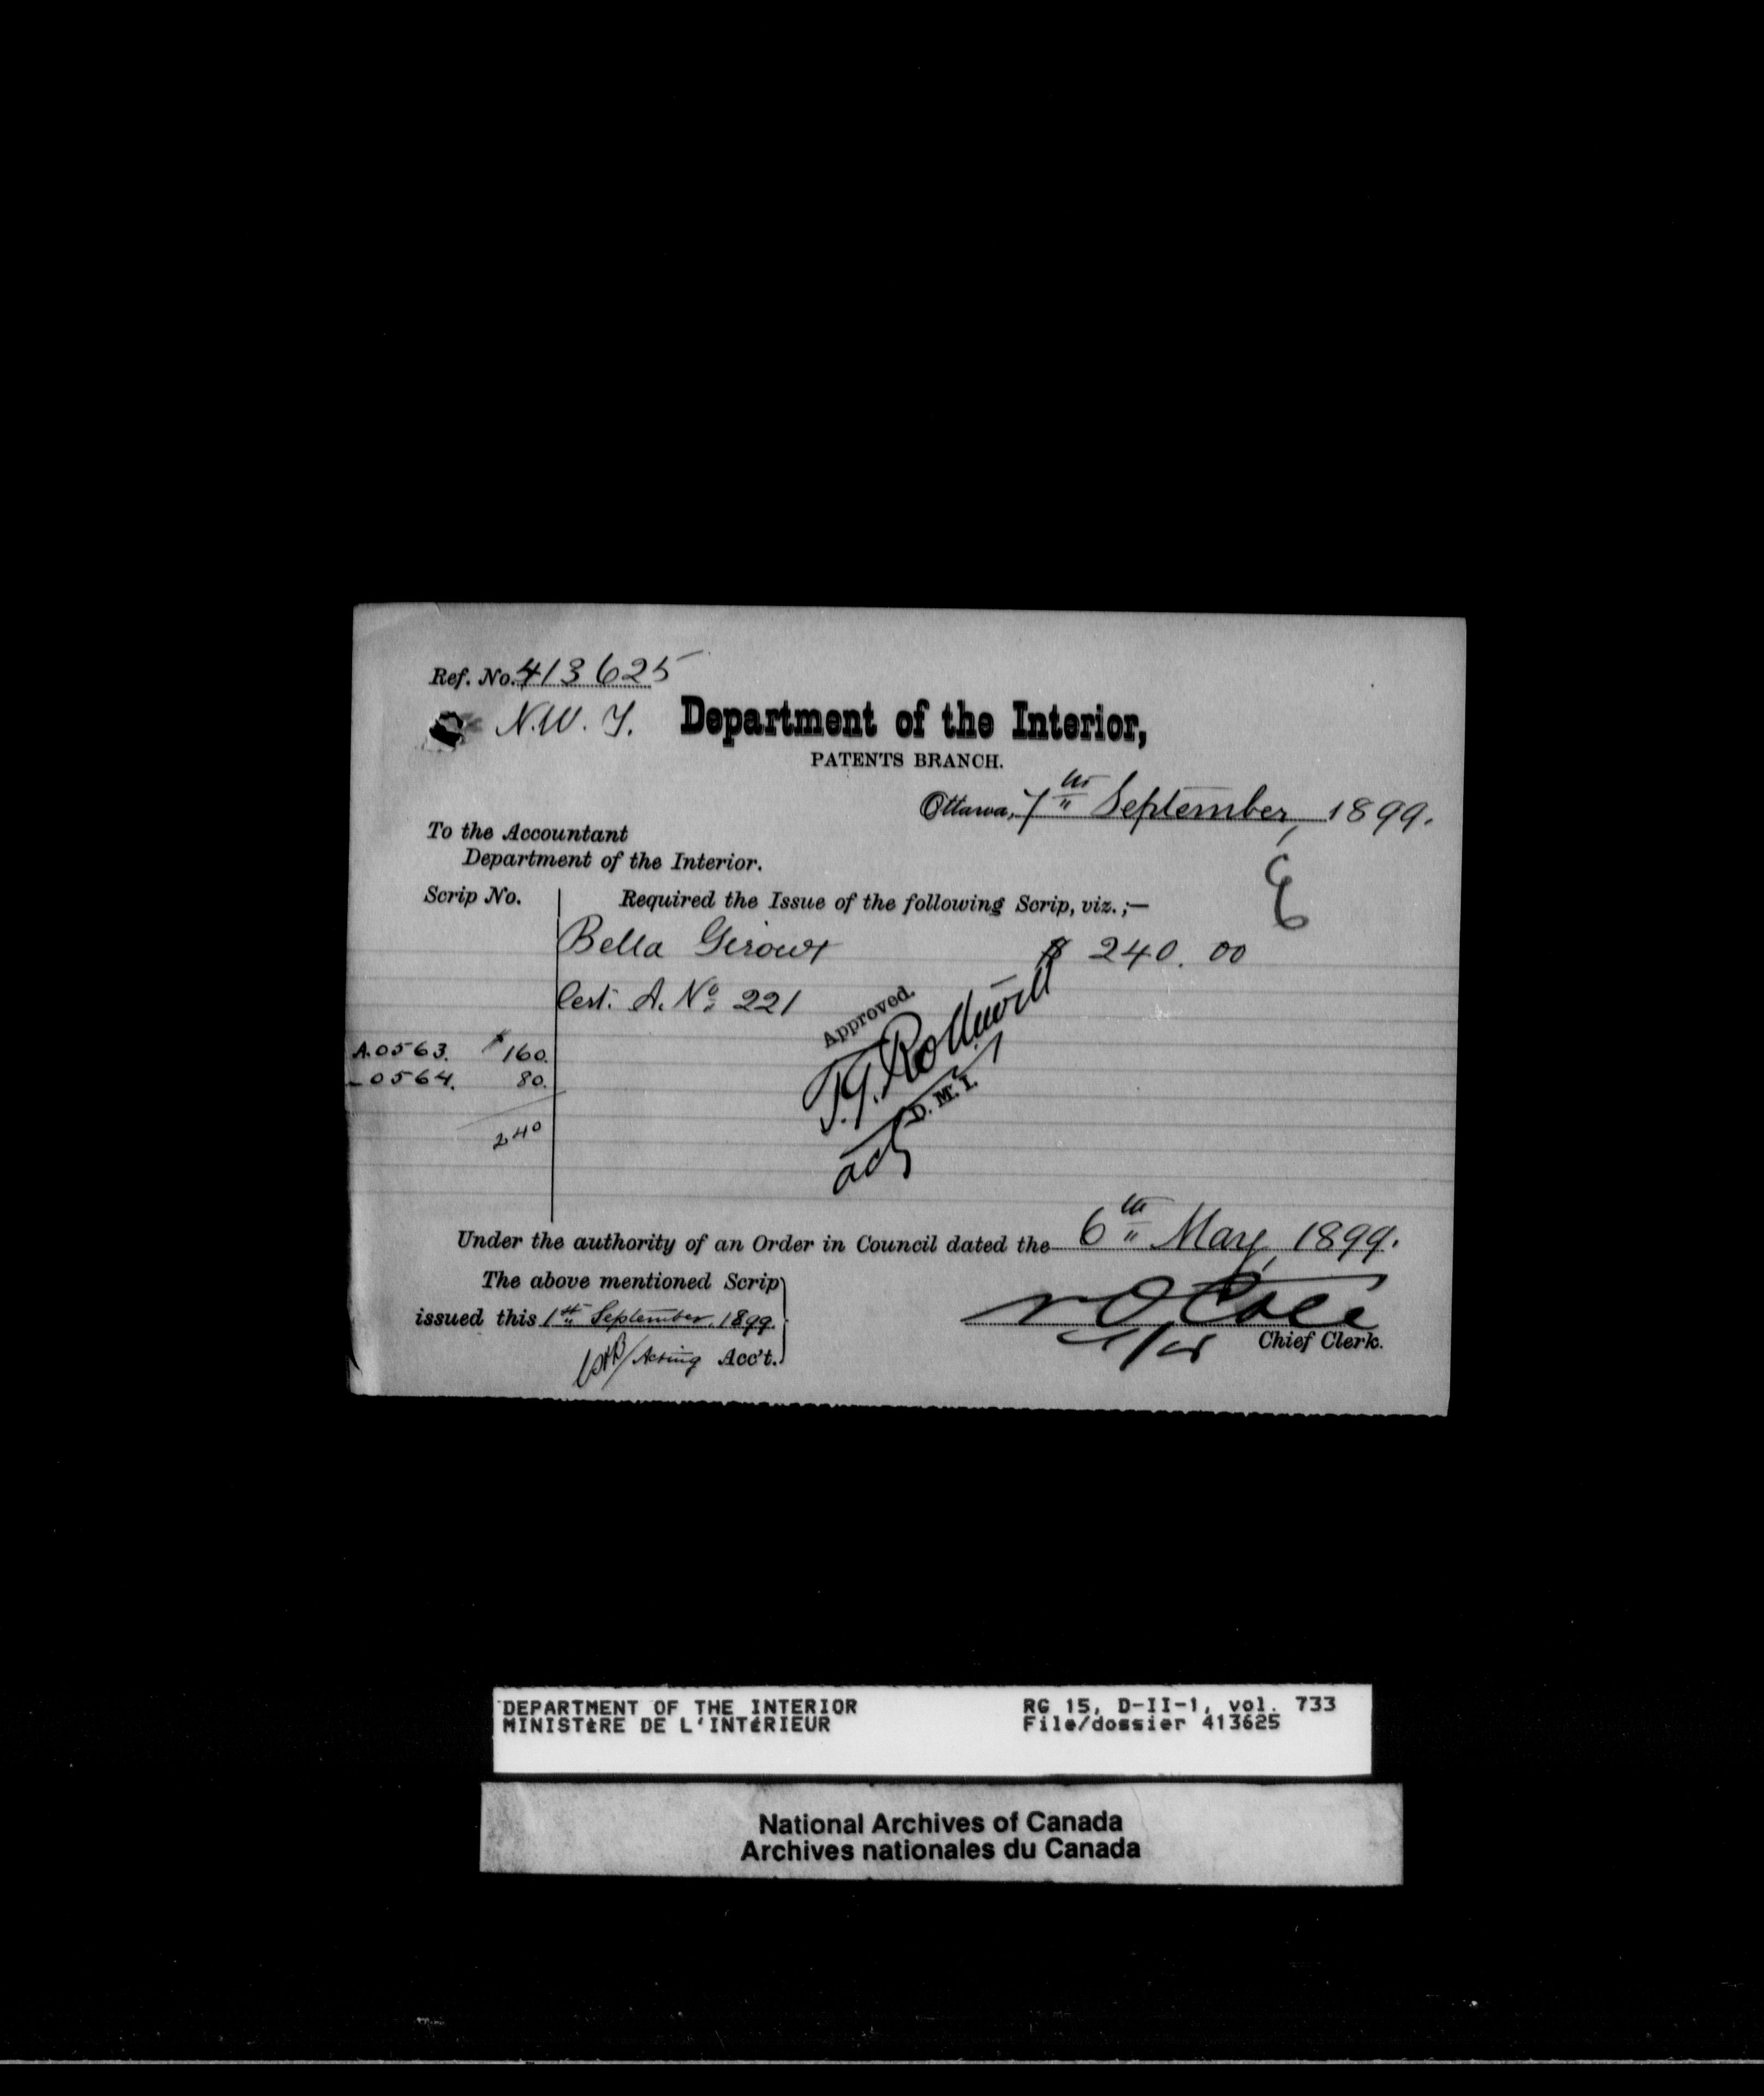 Ref. No. 413625
N.W.T. Department of the Interior,
PATENTS BRANCH.
Ottawa, 7th September, 1899.
To the Accountant
Department of the Interior.
Scrip No. Required the Issue of the following Scrip, viz.;—
Bella Giroux $ 240. 00
Cert. A. No 221
Approved.
A.0563. $ 160.
0564. 80.
240
T.G. Rothwell
D. M. I.
Under the authority of an Order in Council dated the 6th May, 1899.
The above mentioned Scrip
issued this September. 1899.
Chief Clerk.
Acting Acc't.
DEPARTMENT OF THE INTERIOR RG 15, D-II-1, vol. 733
MINISTÈRE DE L'INTÉRIEUR File/dossier 413625
National Archives of Canada
Archives nationales du Canada